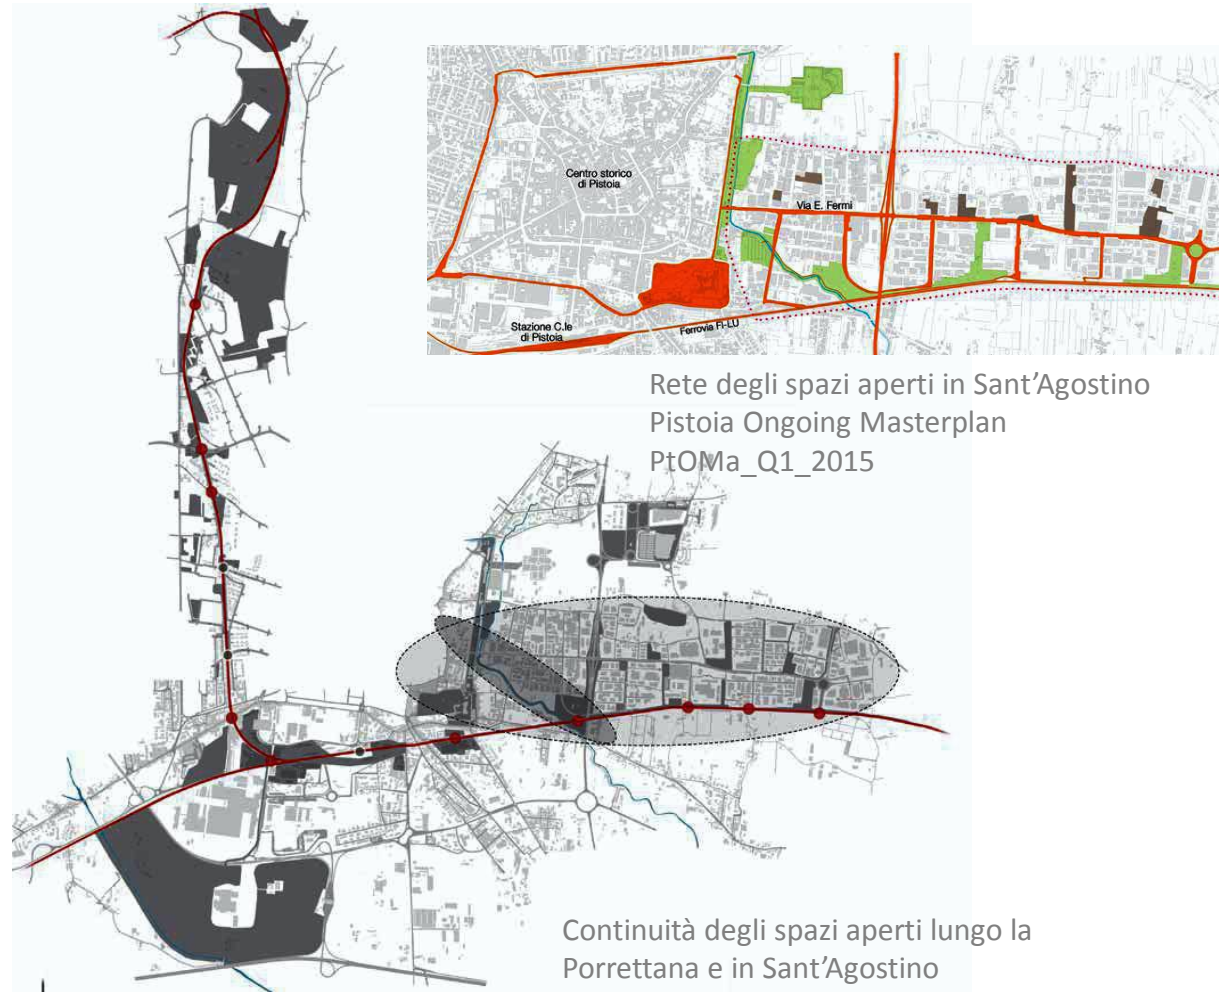 Centro storico
di Pistoia
Via E. Fermi
Stazione C.le
di Pistoia
Ferrovia FI-LU
Rete degli spazi aperti in Sant’Agostino
Pistoia Ongoing Masterplan
PtOMa_Q1_2015
Continuità degli spazi aperti lungo la
Porrettana e in Sant’Agostino